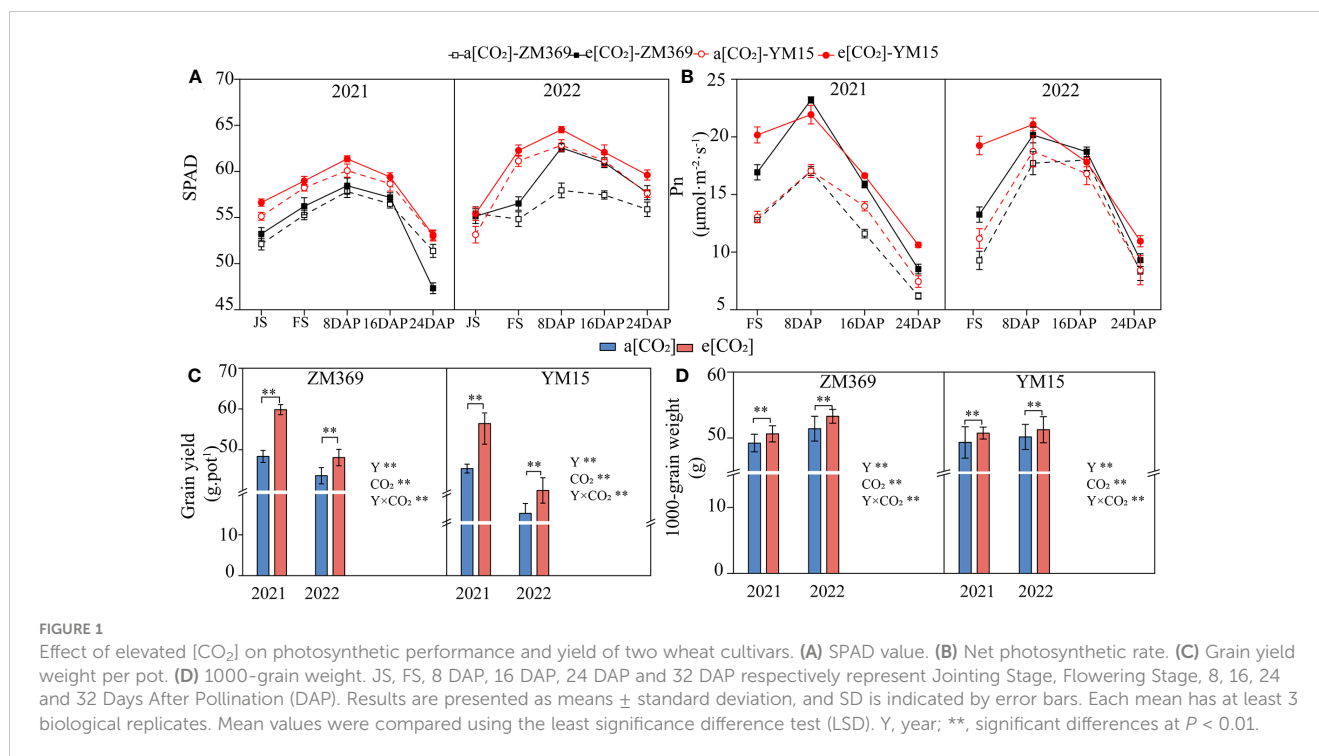 a[CO₂]-ZM369 e[CO₂]-ZM369 a[CO₂]-YM15 e[CO₂]-YM15
A
70
65
60
55
50
45
SPAD
2021
2022
JS FS 8DAP 16DAP 24DAP
JS FS 8DAP 16DAP 24DAP
B
25
20
15
10
5
Pn
(μmol·m⁻²·s⁻¹)
2021
2022
FS 8DAP 16DAP 24DAP
FS 8DAP 16DAP 24DAP
a[CO₂] e[CO₂]
C
70
60
50
10
0
Grain yield
(g.pot¹)
ZM369
YM15
**
**
Y **
CO₂ **
Y×CO₂ **
**
**
Y **
CO₂ **
Y×CO₂ **
2021 2022
2021 2022
D
60
50
10
0
1000-grain weight
(g)
ZM369
YM15
**
**
Y **
CO₂ **
Y×CO₂ **
**
**
Y **
CO₂ **
Y×CO₂ **
2021 2022
2021 2022
FIGURE 1
Effect of elevated [CO₂] on photosynthetic performance and yield of two wheat cultivars. (A) SPAD value. (B) Net photosynthetic rate. (C) Grain yield
weight per pot. (D) 1000-grain weight. JS, FS, 8 DAP, 16 DAP, 24 DAP and 32 DAP respectively represent Jointing Stage, Flowering Stage, 8, 16, 24
and 32 Days After Pollination (DAP). Results are presented as means ± standard deviation, and SD is indicated by error bars. Each mean has at least 3
biological replicates. Mean values were compared using the least significance difference test (LSD). Y, year; **, significant differences at P < 0.01.